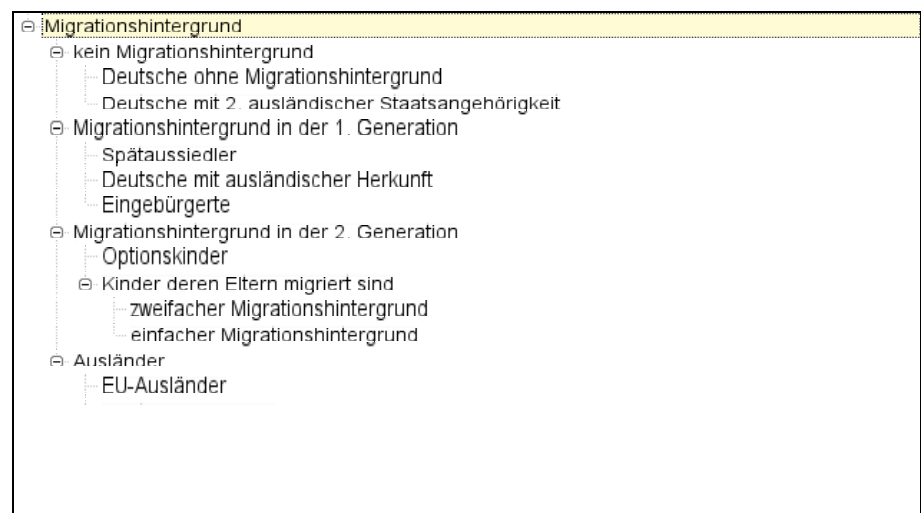 Migrationshintergrund
kein Migrationshintergrund
Deutsche ohne Migrationshintergrund
Deutsche mit 2. ausländischer Staatsangehörigkeit
Migrationshintergrund in der 1. Generation
Spätaussiedler
Deutsche mit ausländischer Herkunft
Eingebürgerte
Migrationshintergrund in der 2. Generation
Optionskinder
Kinder deren Eltern migriert sind
zweifacher Migrationshintergrund
einfacher Migrationshintergrund
Ausländer
EU-Ausländer